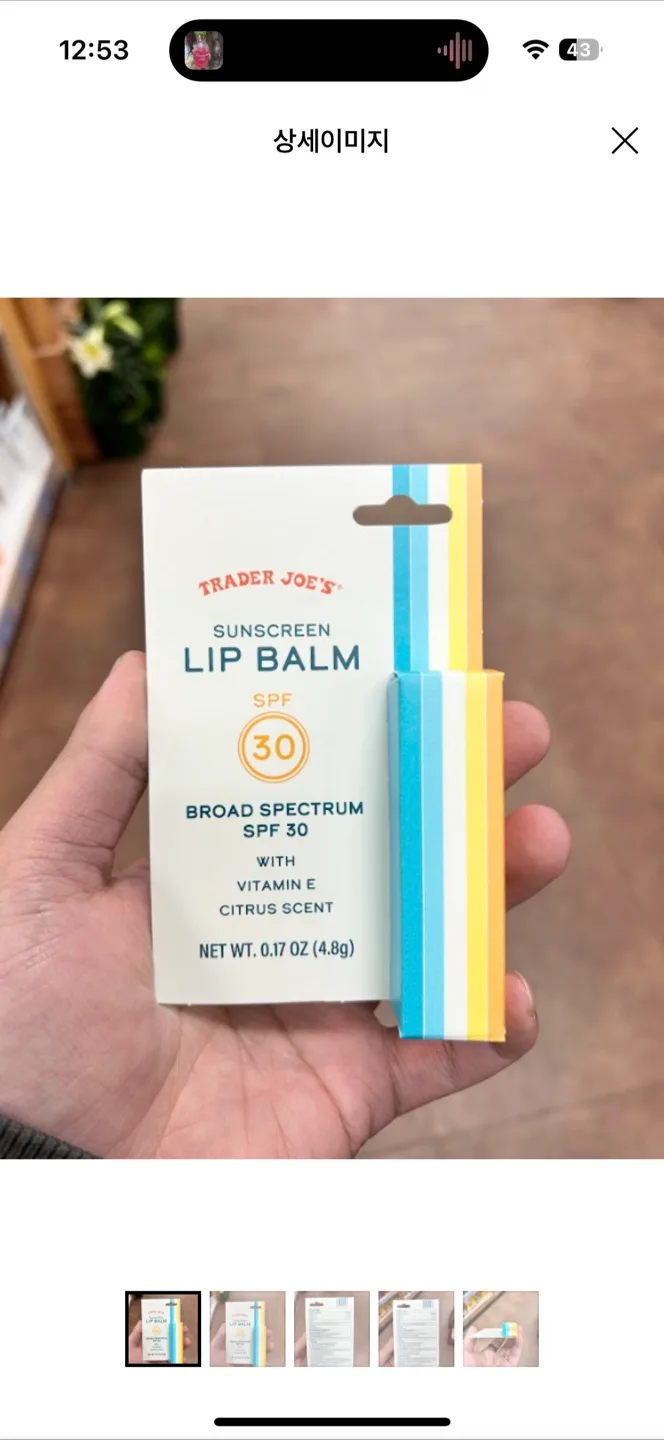 12:53
43
상세이미지
TRADER JOE'S®
SUNSCREEN
LIP BALM
SPF
30
BROAD SPECTRUM
SPF 30
WITH
VITAMIN E
CITRUS SCENT
NET WT. 0.17 OZ (4.8g)